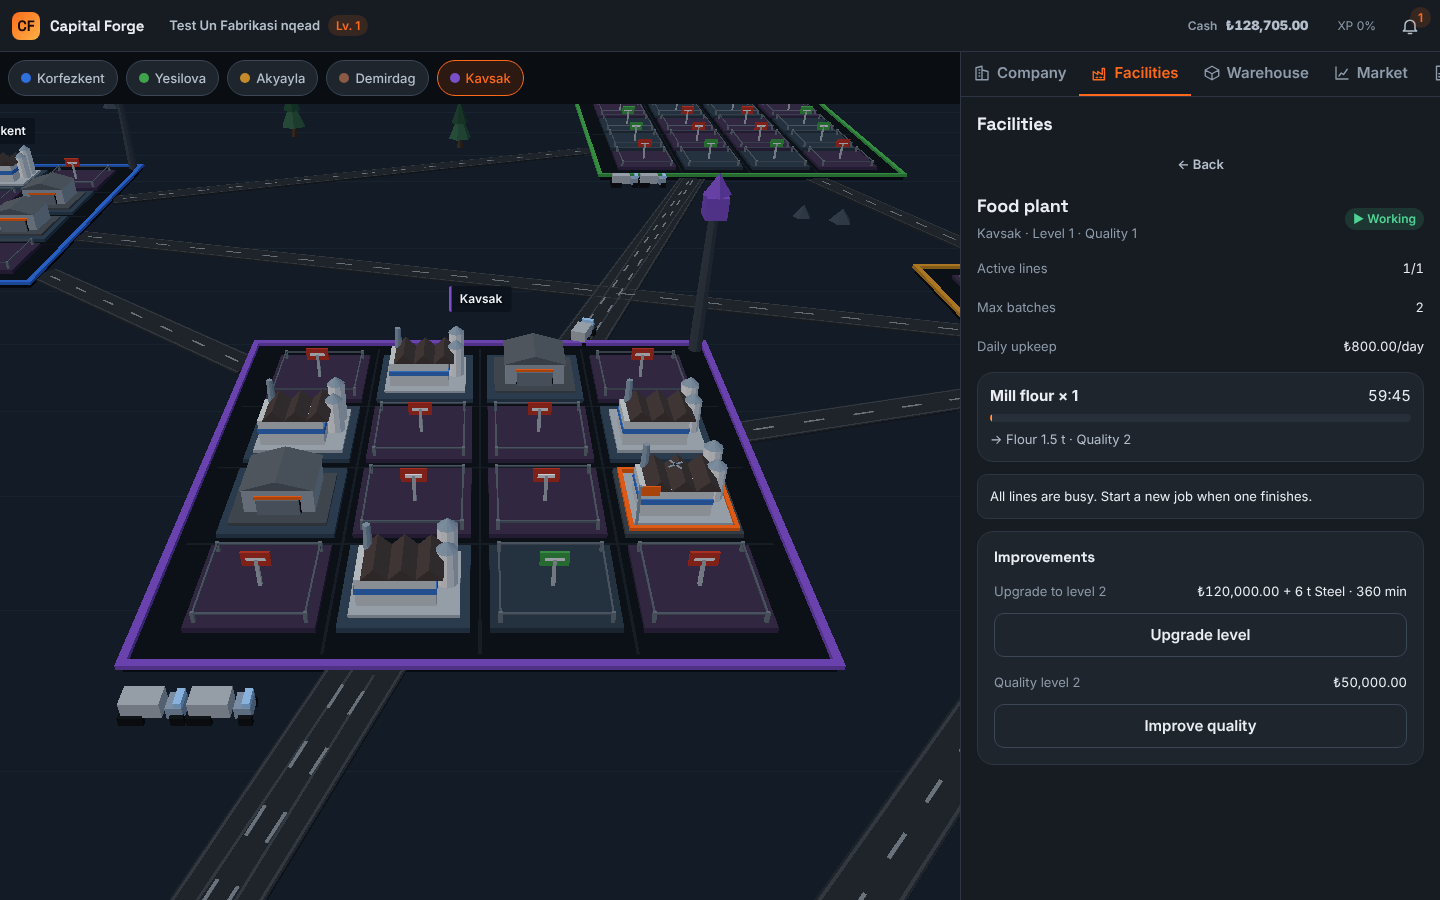 CF Capital Forge Test Un Fabrikasi nqead Lv. 1 Cash ₺128,705.00 XP 0% 1
Korfezkent Yesilova Akyayla Demirdag Kavsak
Company Facilities Warehouse Market
kent
Kavsak
Facilities
← Back
Food plant
Working
Kavsak · Level 1 · Quality 1
Active lines 1/1
Max batches 2
Daily upkeep ₺800.00/day
Mill flour × 1 59:45
→ Flour 1.5 t · Quality 2
All lines are busy. Start a new job when one finishes.
Improvements
Upgrade to level 2 ₺120,000.00 + 6 t Steel · 360 min
Upgrade level
Quality level 2 ₺50,000.00
Improve quality